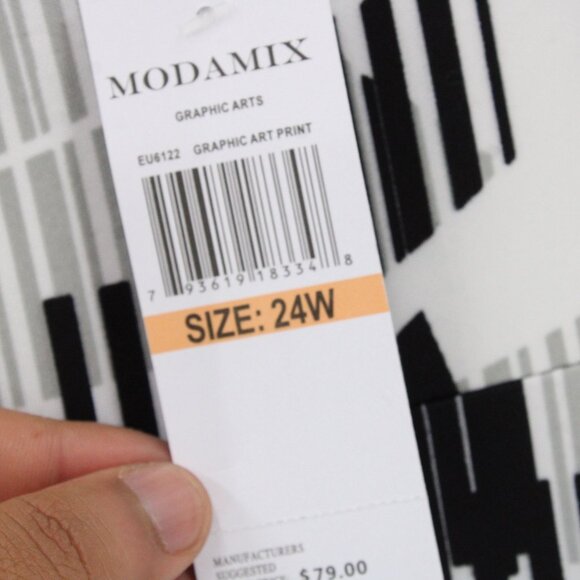 MODAMIX
GRAPHIC ARTS
EU6122 GRAPHIC ART PRINT
7 93619 18334 8
SIZE: 24W
MANUFACTURERS
SUGGESTED
$79.00